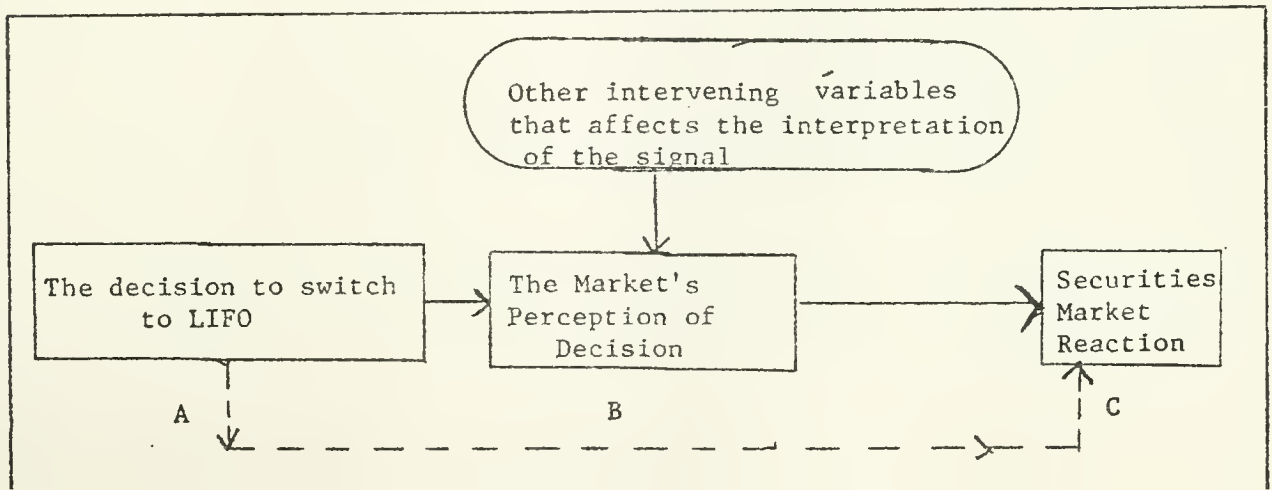 Other intervening variables
that affects the interpretation
of the signal
The decision to switch
to LIFO
The Market's
Perception of
Decision
Securities
Market
Reaction
A
B
C